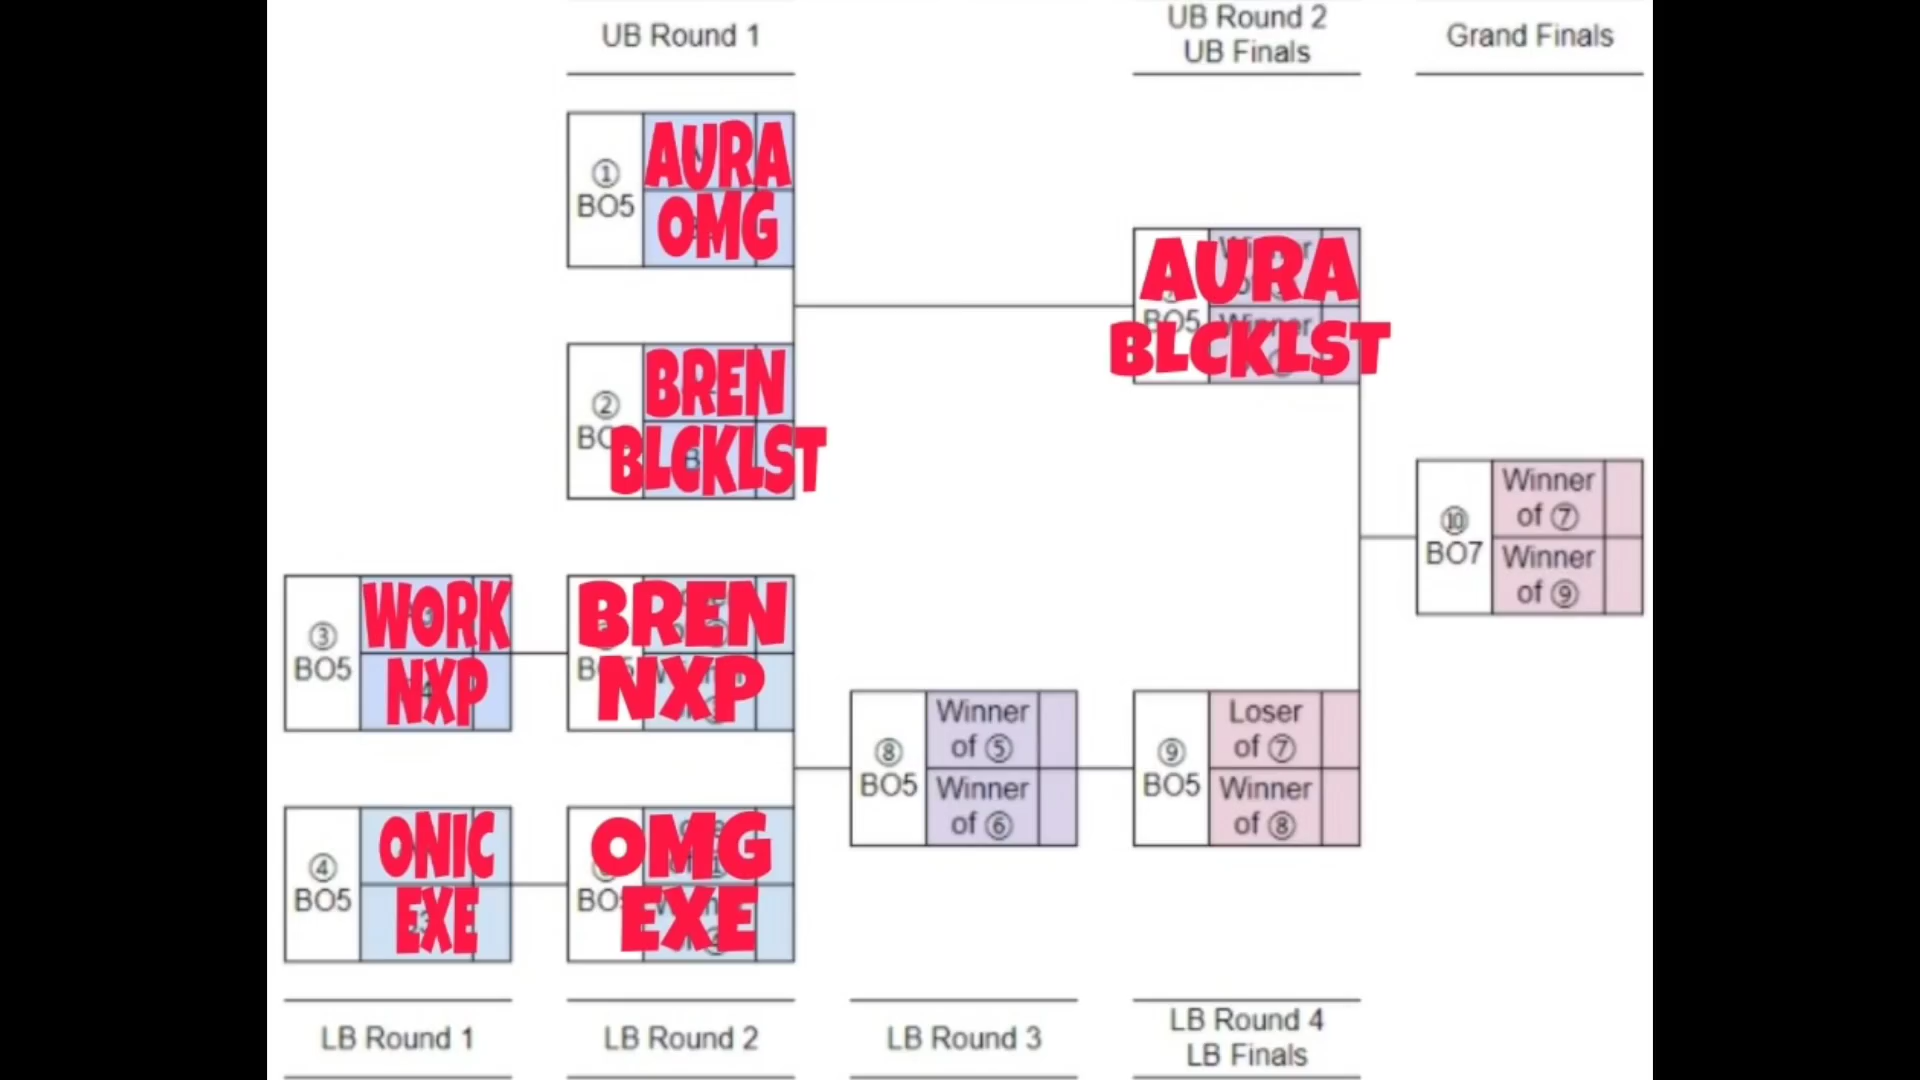 UB Round 1
UB Round 2
UB Finals
Grand Finals
①
BO5
AURA
OMG
②
BREN
BLCKLST
AURA
BO5
BLCKLST
⑩
BO7
Winner
of ⑦
Winner
of ⑨
③
BO5
WORK
NXP
BREN
NXP
⑧
BO5
Winner
of ⑤
Winner
of ⑥
⑨
BO5
Loser
of ⑦
Winner
of ⑧
④
BO5
ONIC
EXE
OMG
EXE
LB Round 1
LB Round 2
LB Round 3
LB Round 4
LB Finals